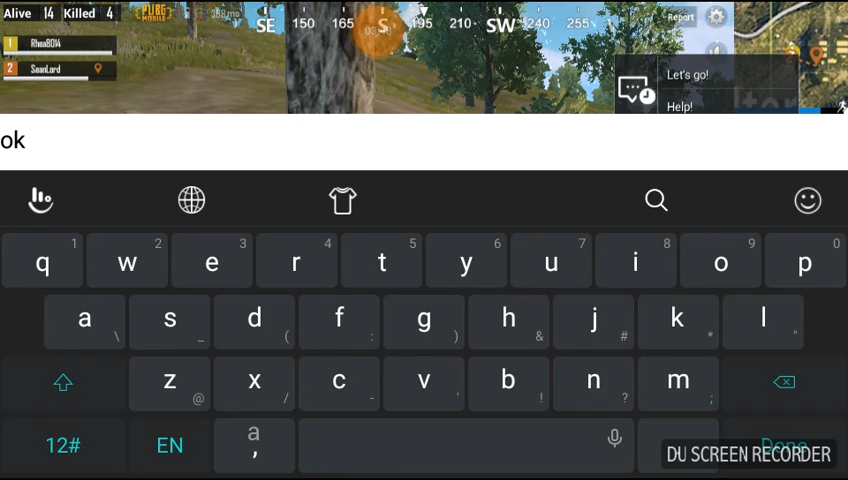 Alive 14 Killed 4
PUBG
MOBILE
SE 150 165 S 195 210 SW 240 255
Report
1 Rhea8014
2 SeanLord
Let's go!
Help!
ok
1 2 3 4 5 6 7 8 9 0
q w e r t y u i o p
a s d f g h j k l
\ _ ( : ) & # * "
z x c v b n m
@ / - ' ! ? ;
12# EN a , Done
DU SCREEN RECORDER